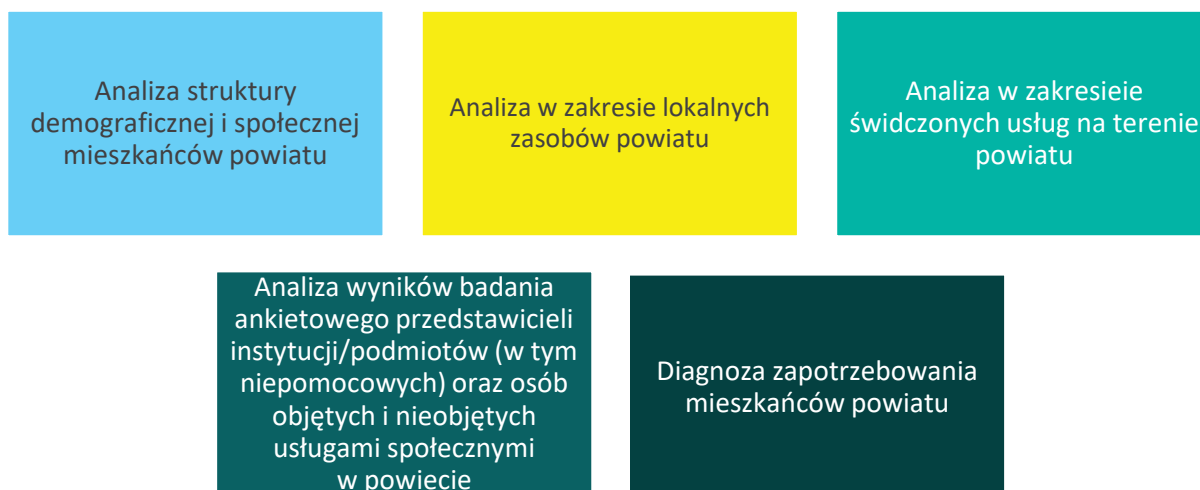 Analiza struktury
demograficznej i społecznej
mieszkańców powiatu
Analiza w zakresie lokalnych
zasobów powiatu
Analiza w zakresieie
świdczonych usług na terenie
powiatu
Analiza wyników badania
ankietowego przedstawicieli
instytucji/podmiotów (w tym
niepomocowych) oraz osób
objętych i nieobjętych
usługami społecznymi
w powiecie
Diagnoza zapotrzebowania
mieszkańców powiatu